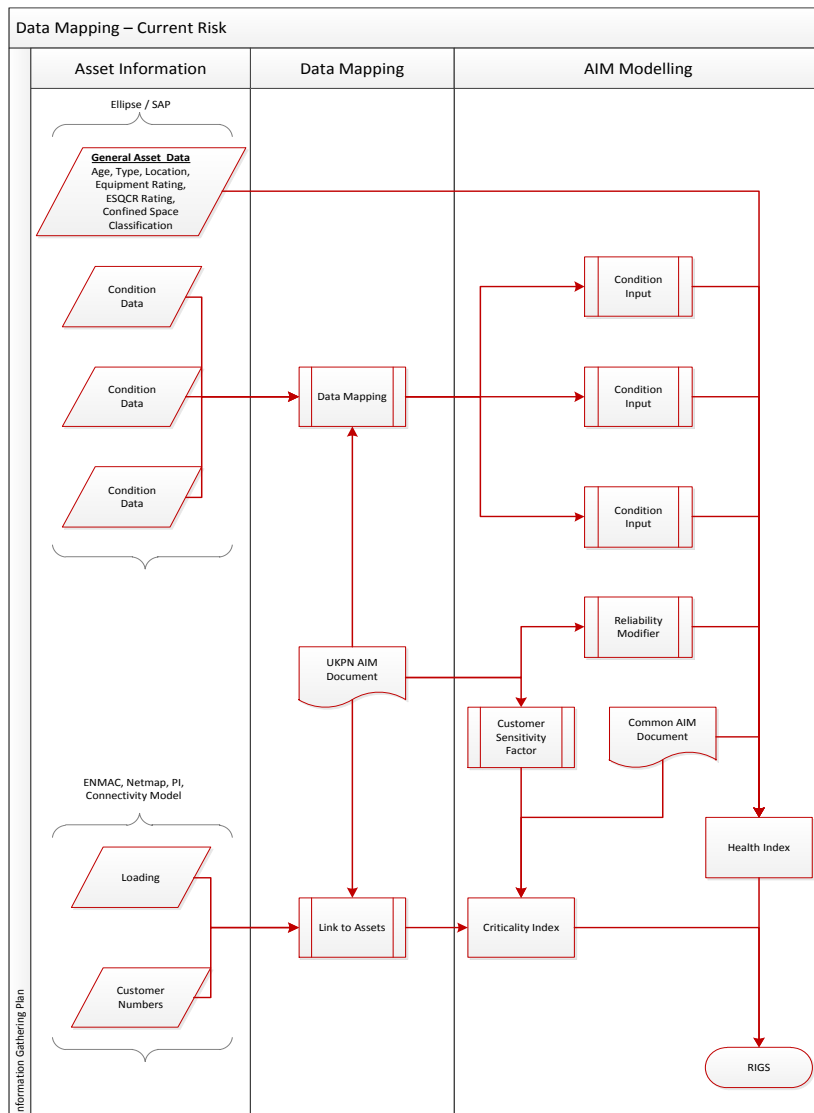 Data Mapping – Current Risk
Asset Information
Data Mapping
AIM Modelling
Ellipse / SAP
General Asset Data
Age, Type, Location,
Equipment Rating,
ESQCR Rating,
Confined Space
Classification
Condition
Data
Condition
Input
Condition
Data
Data Mapping
Condition
Input
Condition
Data
Condition
Input
Reliability
Modifier
UKPN AIM
Document
Customer
Sensitivity
Factor
Common AIM
Document
ENMAC, Netmap, PI,
Connectivity Model
Health Index
Loading
Link to Assets
Criticality Index
Customer
Numbers
RIGS
nformation Gathering Plan